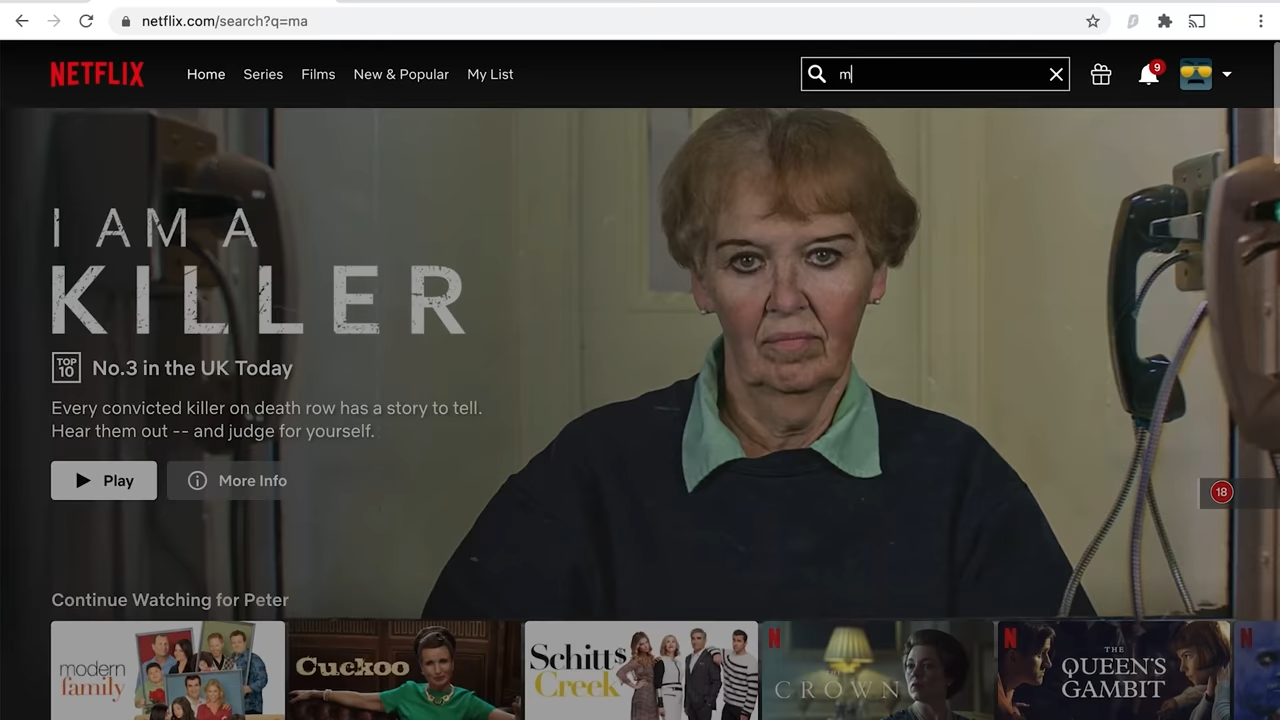 netflix.com/search?q=ma
NETFLIX Home Series Films New & Popular My List m 9
I AM A
KILLER
TOP 10 No.3 in the UK Today
Every convicted killer on death row has a story to tell.
Hear them out -- and judge for yourself.
Play More Info
18
Continue Watching for Peter
modern family
Cuckoo
Schitt's Creek
N
THE CROWN
N
THE QUEEN'S GAMBIT
N